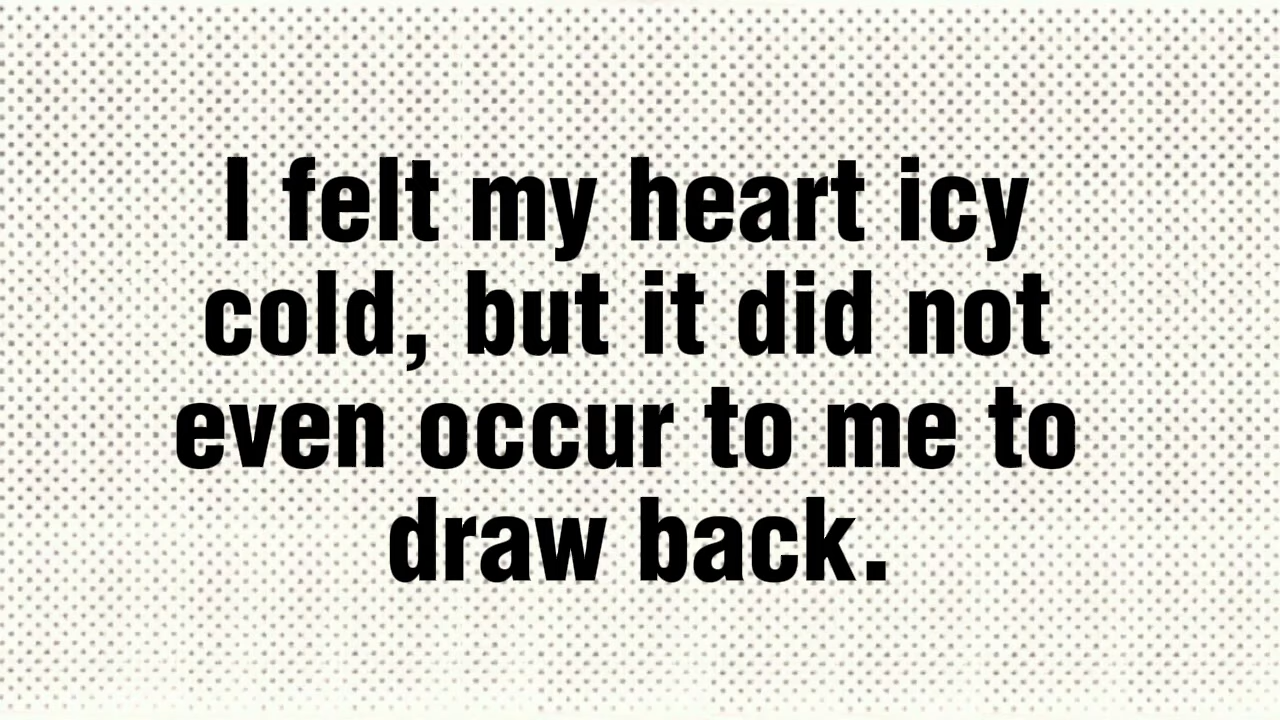 I felt my heart icy
cold, but it did not
even occur to me to
draw back.